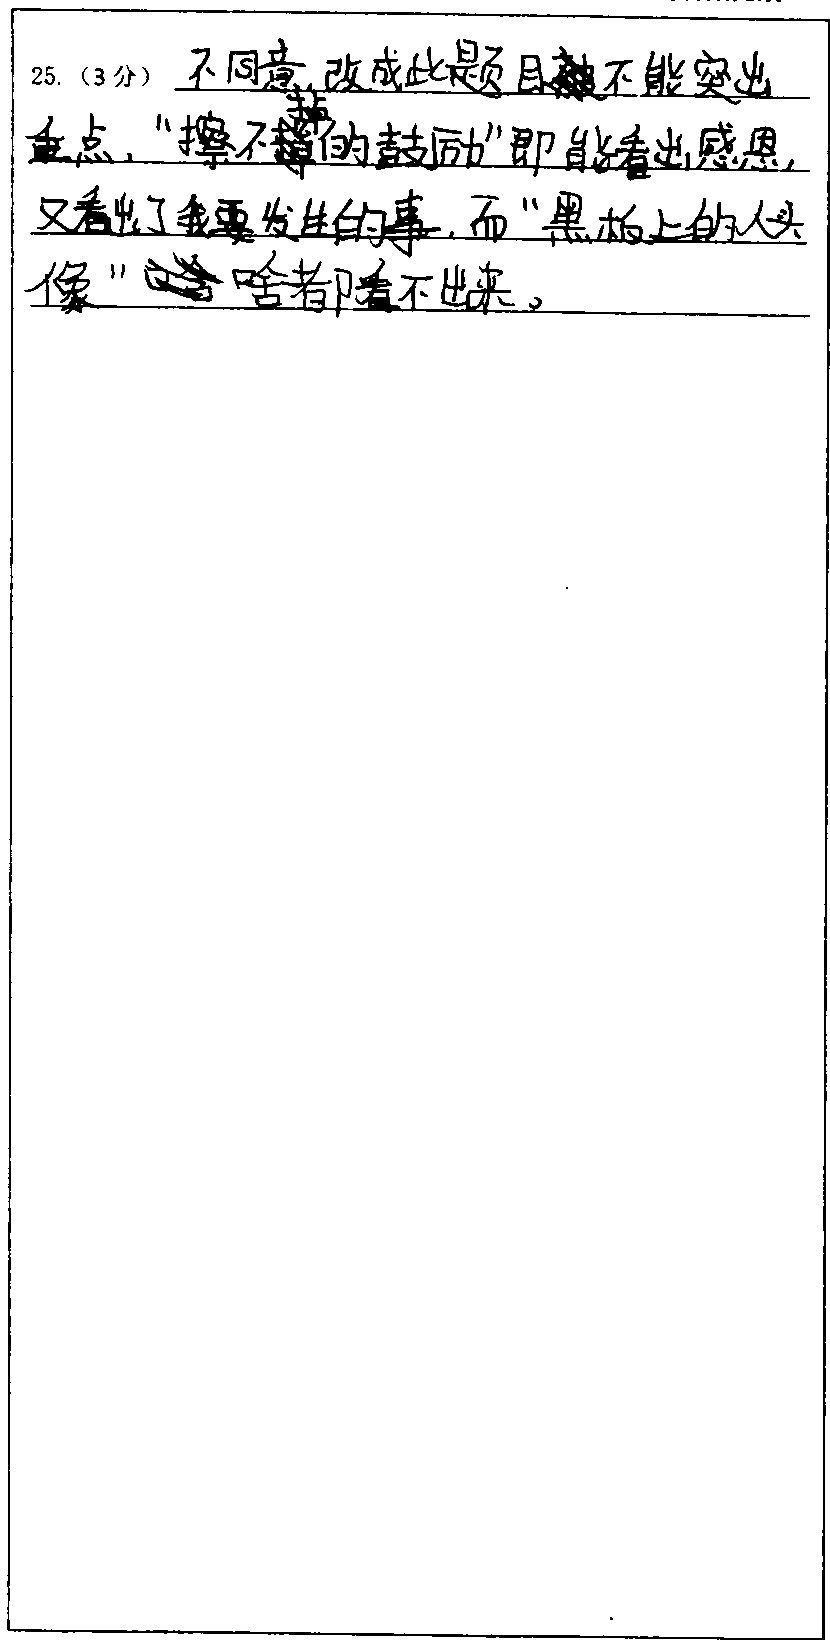 25.（3分） 不同意,改成此题目不能突出
重点,“擦不掉的鼓励”即能看出感恩,
又看出了我要发生的事,而“黑板上的人头
像”啥都看不出来。